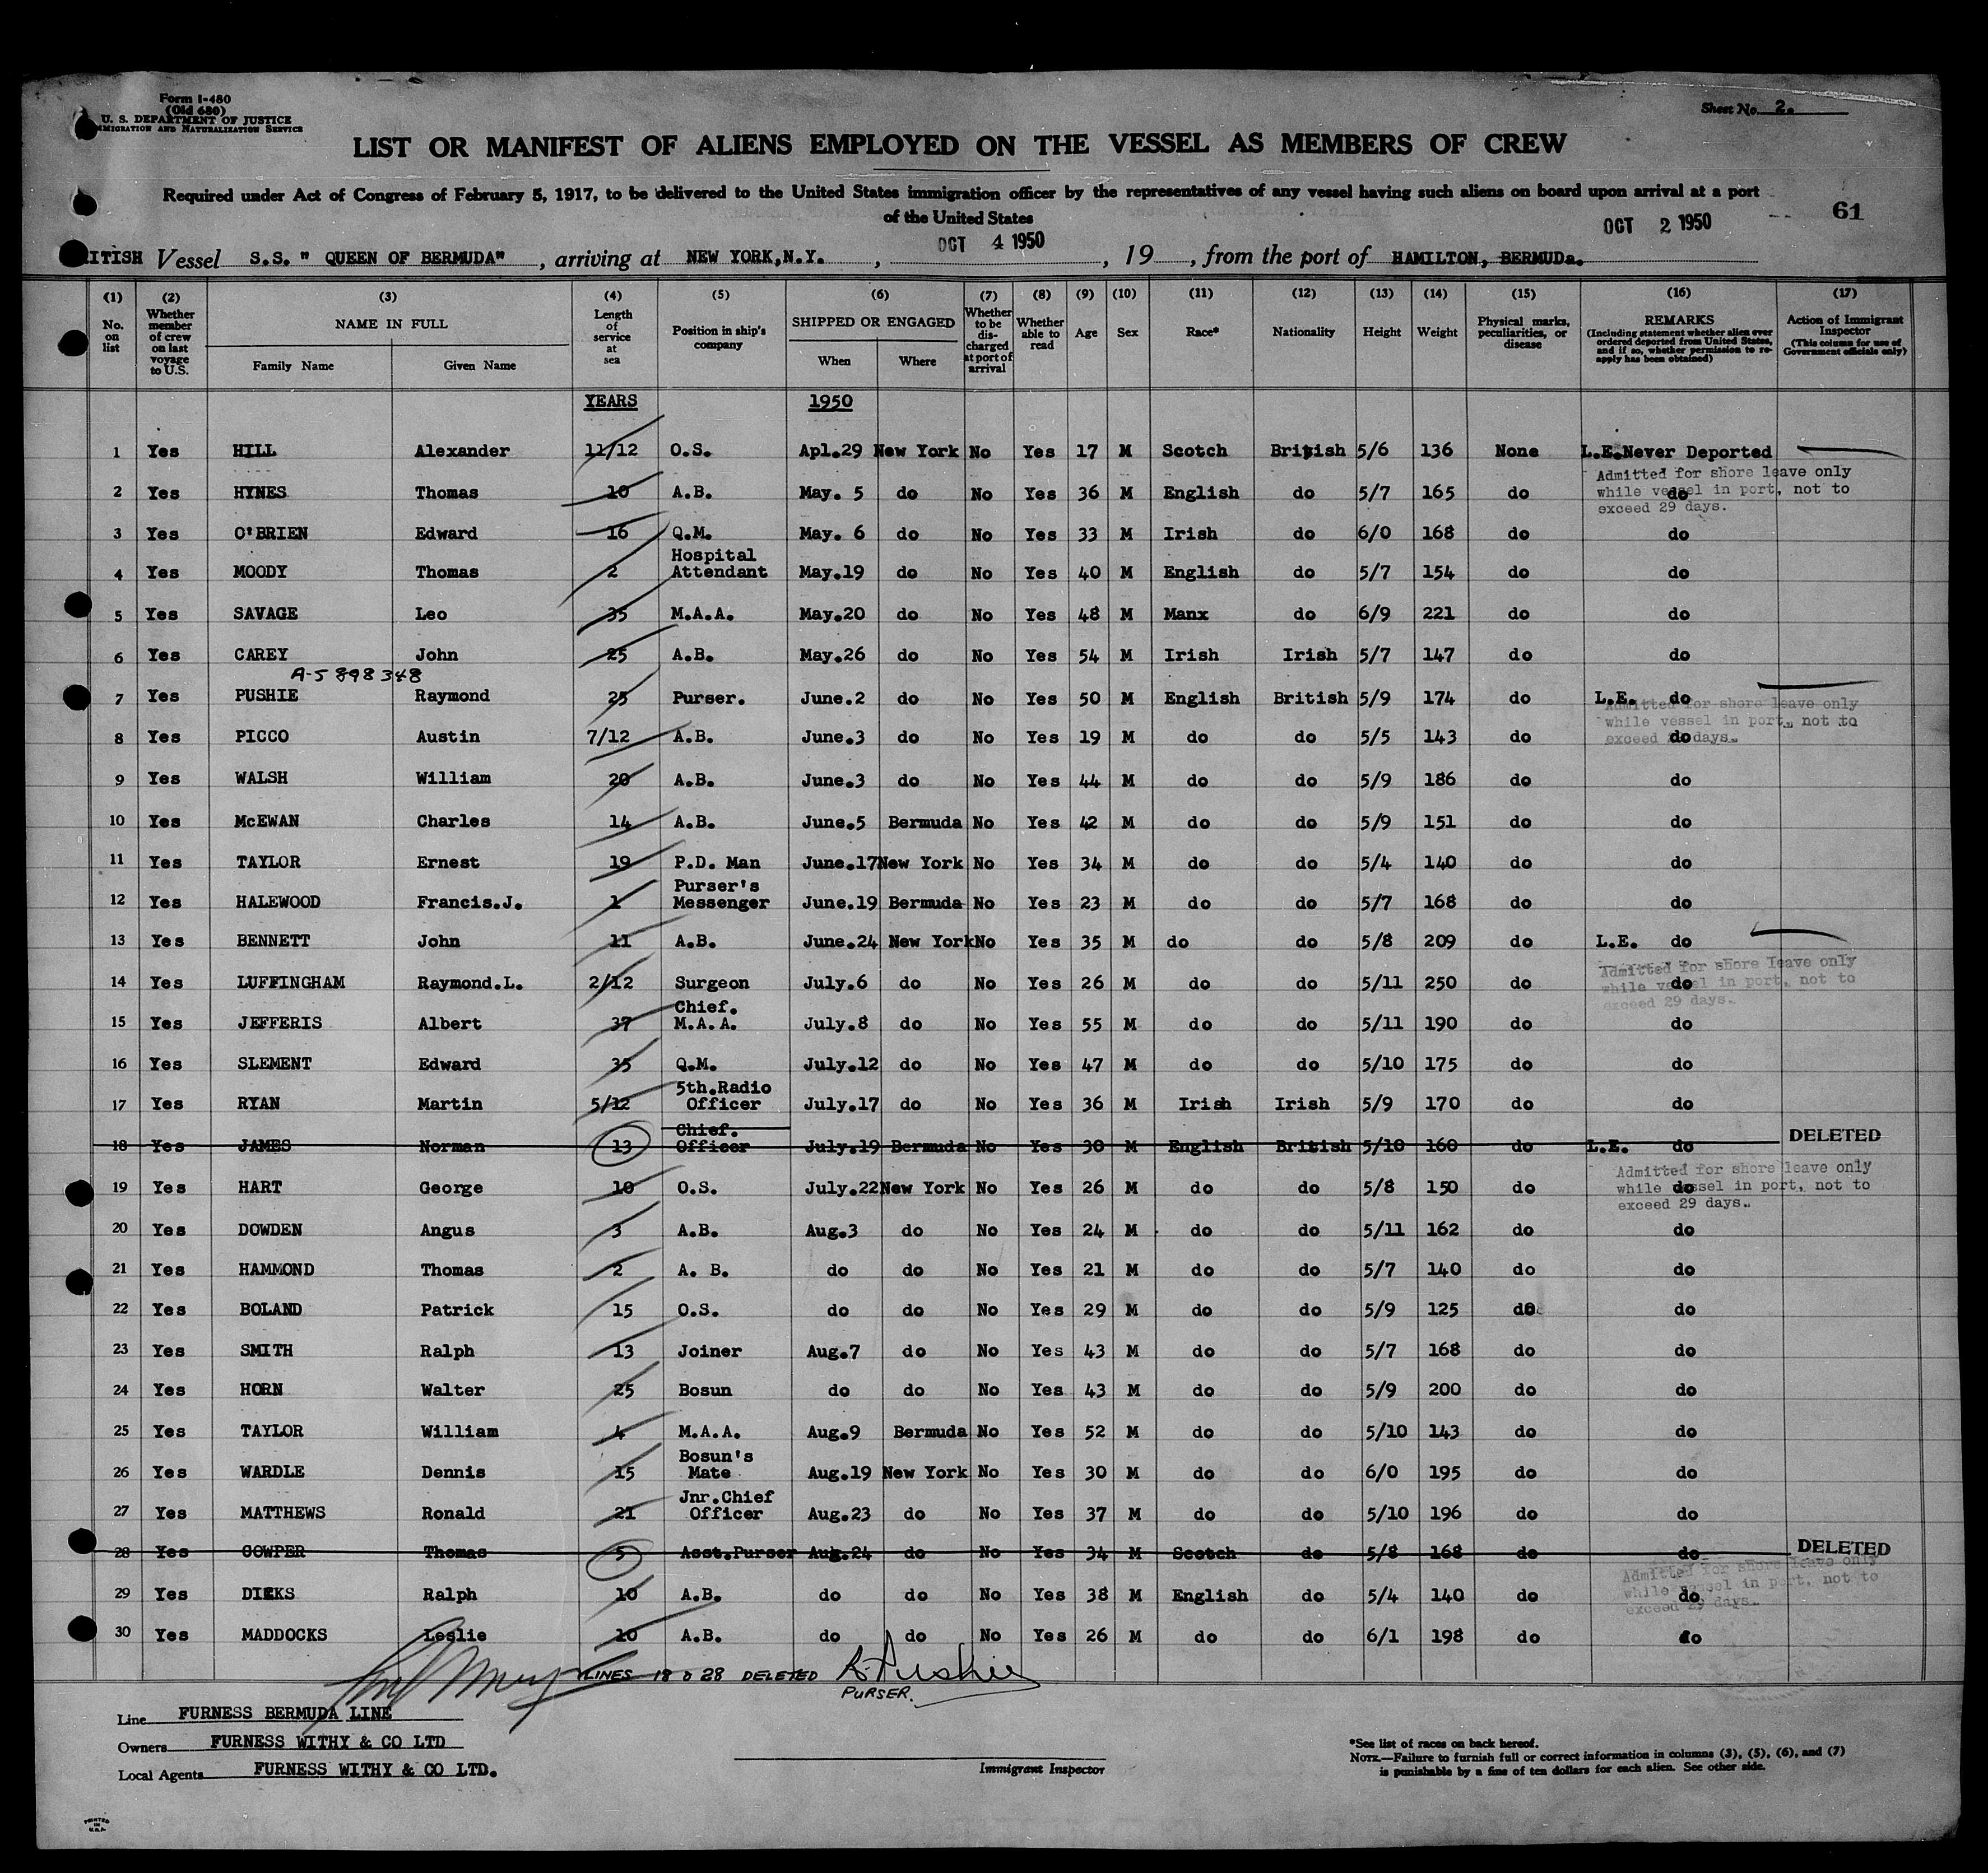 Form I-480
(Old 680)
U. S. DEPARTMENT OF JUSTICE
IMMIGRATION AND NATURALIZATION SERVICE
Sheet No. 2.
LIST OR MANIFEST OF ALIENS EMPLOYED ON THE VESSEL AS MEMBERS OF CREW
Required under Act of Congress of February 5, 1917, to be delivered to the United States immigration officer by the representatives of any vessel having such aliens on board upon arrival at a port
of the United States
61
OCT 4 1950 OCT 2 1950
ITISH Vessel S.S. " QUEEN OF BERMUDA" , arriving at NEW YORK,N.Y. , , 19 , from the port of HAMILTON, BERMUDa.
(1) No. on list (2) Whether member of crew on last voyage to U.S. (3) NAME IN FULL Family Name Given Name (4) Length of service at sea (5) Position in ship's company (6) SHIPPED OR ENGAGED When Where (7) Whether to be discharged at port of arrival (8) Whether able to read (9) Age (10) Sex (11) Race* (12) Nationality (13) Height (14) Weight (15) Physical marks, peculiarities, or disease (16) REMARKS (Including statement whether alien ever ordered deported from United States, and if so, whether permission to re-apply has been obtained) (17) Action of Immigrant Inspector (This column for use of Government officials only)
YEARS 1950
1 Yes HILL Alexander 11/12 O.S. Apl.29 New York No Yes 17 M Scotch British 5/6 136 None L.E.Never Deported
Admitted for shore leave only
while vessel in port, not to
exceed 29 days.
2 Yes HYNES Thomas 10 A.B. May. 5 do No Yes 36 M English do 5/7 165 do do
3 Yes O'BRIEN Edward 16 Q.M. May. 6 do No Yes 33 M Irish do 6/0 168 do do
4 Yes MOODY Thomas 2 Hospital Attendant May.19 do No Yes 40 M English do 5/7 154 do do
5 Yes SAVAGE Leo 35 M.A.A. May.20 do No Yes 48 M Manx do 6/9 221 do do
6 Yes CAREY John 25 A.B. May.26 do No Yes 54 M Irish Irish 5/7 147 do do
A-5 898348
7 Yes PUSHIE Raymond 25 Purser. June.2 do No Yes 50 M English British 5/9 174 do L.E. do
Admitted for shore leave only
while vessel in port, not to
exceed 29 days.
8 Yes PICCO Austin 7/12 A.B. June.3 do No Yes 19 M do do 5/5 143 do do
9 Yes WALSH William 20 A.B. June.3 do No Yes 44 M do do 5/9 186 do do
10 Yes McEWAN Charles 14 A.B. June.5 Bermuda No Yes 42 M do do 5/9 151 do do
11 Yes TAYLOR Ernest 19 P.D. Man June.17 New York No Yes 34 M do do 5/4 140 do do
12 Yes HALEWOOD Francis.J. 1 Purser's Messenger June.19 Bermuda No Yes 23 M do do 5/7 168 do do
13 Yes BENNETT John 11 A.B. June.24 New York No Yes 35 M do do 5/8 209 do L.E. do
Admitted for shore leave only
while vessel in port, not to
exceed 29 days.
14 Yes LUFFINGHAM Raymond.L. 2/12 Surgeon July.6 do No Yes 26 M do do 5/11 250 do do
15 Yes JEFFERIS Albert 37 Chief. M.A.A. July.8 do No Yes 55 M do do 5/11 190 do do
16 Yes SLEMENT Edward 35 Q.M. July.12 do No Yes 47 M do do 5/10 175 do do
17 Yes RYAN Martin 5/12 5th.Radio Officer July.17 do No Yes 36 M Irish Irish 5/9 170 do do
18 Yes JAMES Norman 13 Chief. Officer July.19 Bermuda No Yes 30 M English British 5/10 160 do L.E. do DELETED
Admitted for shore leave only
while vessel in port, not to
exceed 29 days.
19 Yes HART George 10 O.S. July.22 New York No Yes 26 M do do 5/8 150 do do
20 Yes DOWDEN Angus 3 A.B. Aug.3 do No Yes 24 M do do 5/11 162 do do
21 Yes HAMMOND Thomas 2 A. B. do do No Yes 21 M do do 5/7 140 do do
22 Yes BOLAND Patrick 15 O.S. do do No Yes 29 M do do 5/9 125 do do
23 Yes SMITH Ralph 13 Joiner Aug.7 do No Yes 43 M do do 5/7 168 do do
24 Yes HORN Walter 25 Bosun do do No Yes 43 M do do 5/9 200 do do
25 Yes TAYLOR William 4 M.A.A. Aug.9 Bermuda No Yes 52 M do do 5/10 143 do do
26 Yes WARDLE Dennis 15 Bosun's Mate Aug.19 New York No Yes 30 M do do 6/0 195 do do
27 Yes MATTHEWS Ronald 21 Jnr.Chief Officer Aug.23 do No Yes 37 M do do 5/10 196 do do
28 Yes COWPER Thomas 5 Asst.Purser Aug.24 do No Yes 34 M Scotch do 5/8 168 do do DELETED
Admitted for shore leave only
while vessel in port, not to
exceed 29 days.
29 Yes DIEKS Ralph 10 A.B. do do No Yes 38 M English do 5/4 140 do do
30 Yes MADDOCKS Leslie 10 A.B. do do No Yes 26 M do do 6/1 198 do do
LINES 18 & 28 DELETED R. Pushie
PURSER.
Line FURNESS BERMUDA LINE
Owners FURNESS WITHY & CO LTD
Local Agents FURNESS WITHY & CO LTD.
Immigrant Inspector
*See list of races on back hereof.
NOTE.—Failure to furnish full or correct information in columns (3), (5), (6), and (7)
is punishable by a fine of ten dollars for each alien. See other side.
PRINTED
IN
U.S.A.